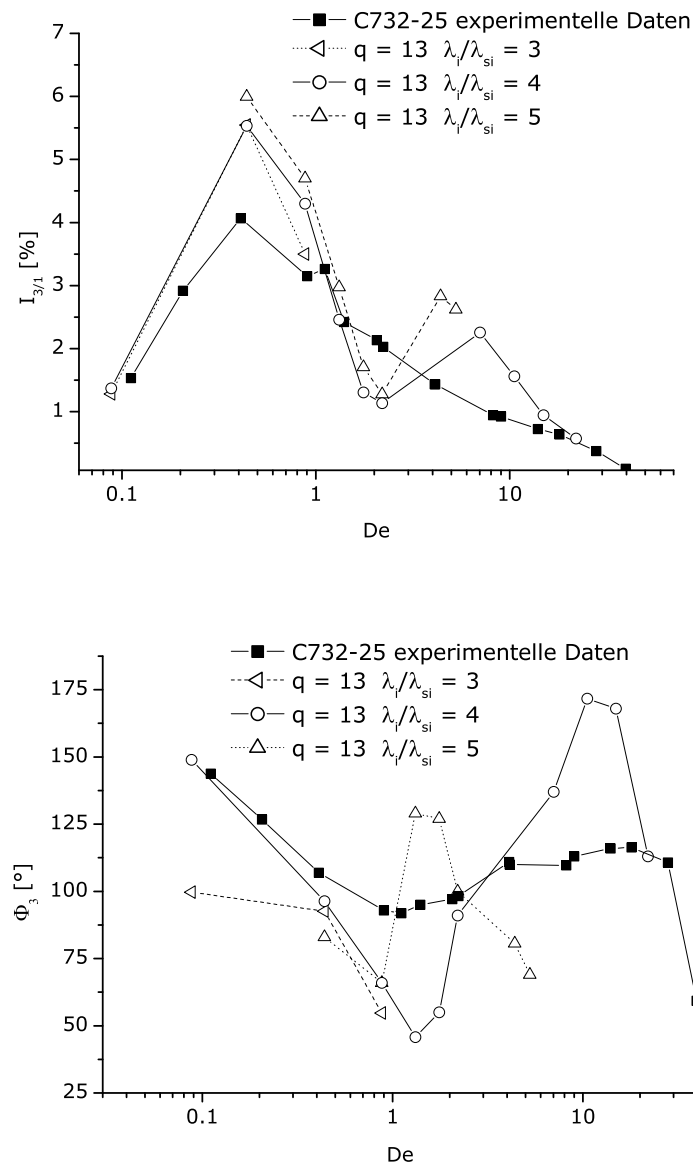 C732-25 experimentelle Daten
q = 13 λi/λsi = 3
q = 13 λi/λsi = 4
q = 13 λi/λsi = 5
7
6
5
4
3
2
1
I3/1 [%]
0.1 1 10
De
C732-25 experimentelle Daten
q = 13 λi/λsi = 3
q = 13 λi/λsi = 4
q = 13 λi/λsi = 5
175
150
125
100
75
50
25
Φ3 [°]
0.1 1 10
De